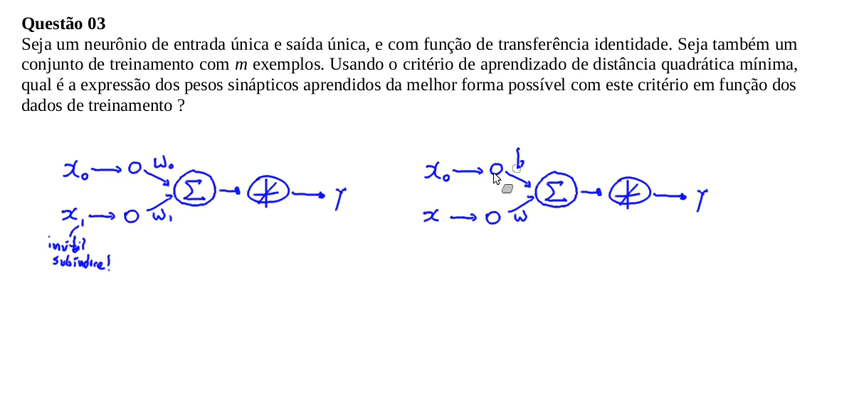 Questão 03
Seja um neurônio de entrada única e saída única, e com função de transferência identidade. Seja também um
conjunto de treinamento com m exemplos. Usando o critério de aprendizado de distância quadrática mínima,
qual é a expressão dos pesos sinápticos aprendidos da melhor forma possível com este critério em função dos
dados de treinamento ?
x₀ → O w₀
Σ → → Y
x₁ → O w₁
inútil
subíndice!
x₀ → O b
Σ → → Y
x → O w